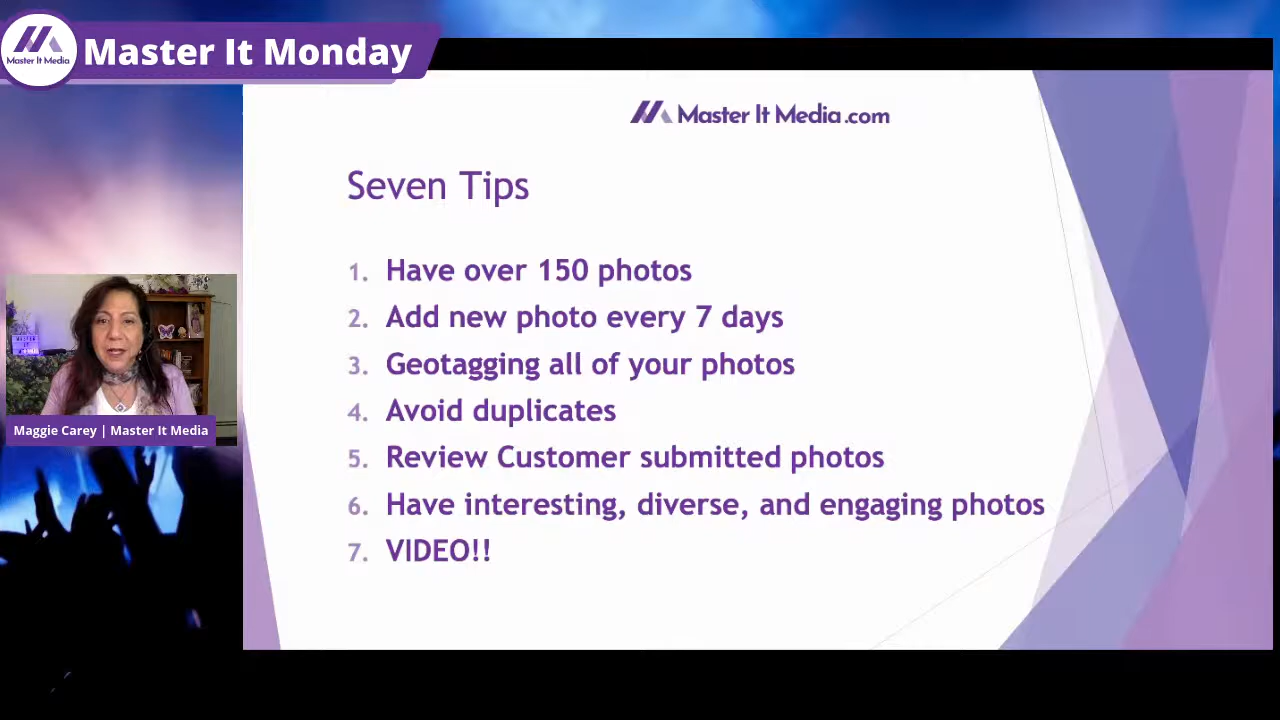 Master It Media
Master It Monday
Master It Media.com
Seven Tips
1. Have over 150 photos
2. Add new photo every 7 days
3. Geotagging all of your photos
4. Avoid duplicates
5. Review Customer submitted photos
6. Have interesting, diverse, and engaging photos
7. VIDEO!!
Maggie Carey | Master It Media